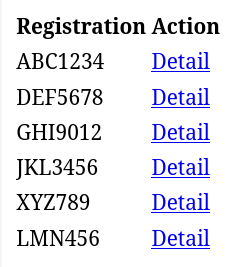 Registration Action
ABC1234 Detail
DEF5678 Detail
GHI9012 Detail
JKL3456 Detail
XYZ789 Detail
LMN456 Detail